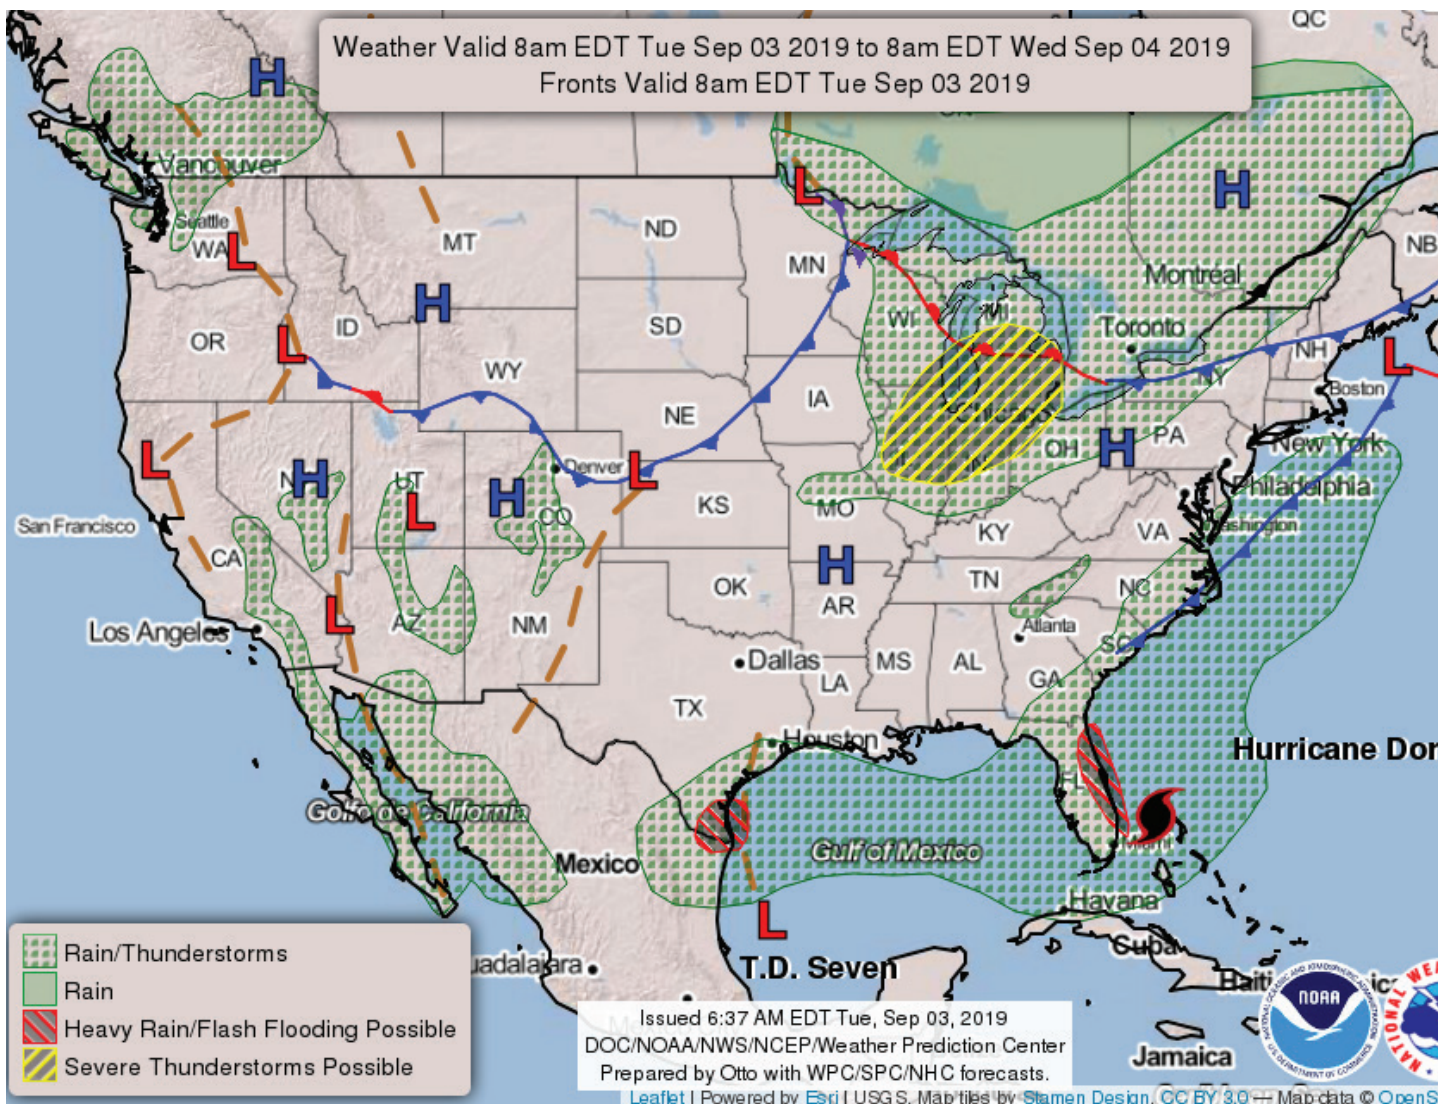 QC
Weather Valid 8am EDT Tue Sep 03 2019 to 8am EDT Wed Sep 04 2019
Fronts Valid 8am EDT Tue Sep 03 2019
H
Vancouver
L
H
Seattle
WA
L
MT
ND
MN
NB
Montréal
H
OR
L
ID
SD
WI
MI
Toronto
WY
NH
L
IA
NE
NY
Boston
Chicago
OH
H
PA
New York
L
H
UT
Denver
L
H
CO
KS
MO
Philadelphia
San Francisco
L
KY
VA
Washington
CA
H
OK
AR
TN
NC
Los Angeles
L
AZ
NM
Atlanta
SC
Dallas
LA
MS
AL
GA
TX
Houston
Hurricane Dor
FL
Golfo de California
Gulf of Mexico
Miami
Mexico
Havana
L
Cuba
T.D. Seven
uadalajara
Haiti
Rain/Thunderstorms
Rain
Heavy Rain/Flash Flooding Possible
Severe Thunderstorms Possible
Mexico City
Issued 6:37 AM EDT Tue, Sep 03, 2019
DOC/NOAA/NWS/NCEP/Weather Prediction Center
Prepared by Otto with WPC/SPC/NHC forecasts.
NOAA
NATIONAL WEA
Jamaica
Leaflet | Powered by Esri | USGS, Map tiles by Stamen Design, CC BY 3.0 — Map data © OpenS